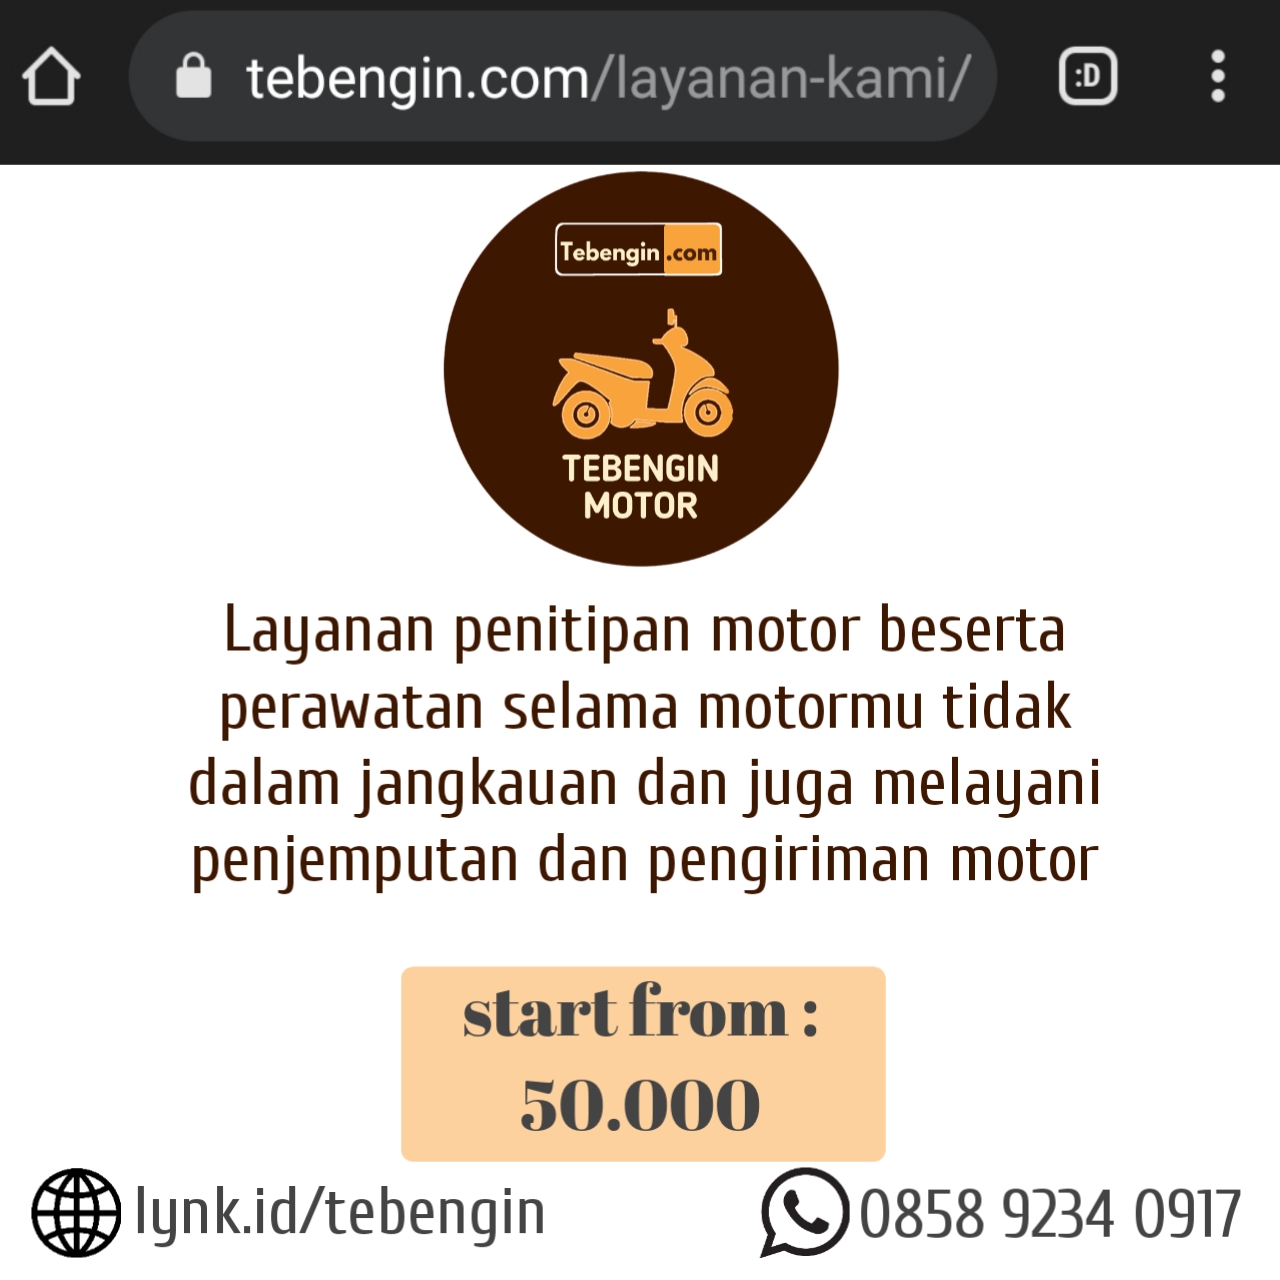 tebengin.com/layanan-kami/
:D
Tebengin.com
TEBENGIN
MOTOR
Layanan penitipan motor beserta
perawatan selama motormu tidak
dalam jangkauan dan juga melayani
penjemputan dan pengiriman motor
start from :
50.000
lynk.id/tebengin
0858 9234 0917